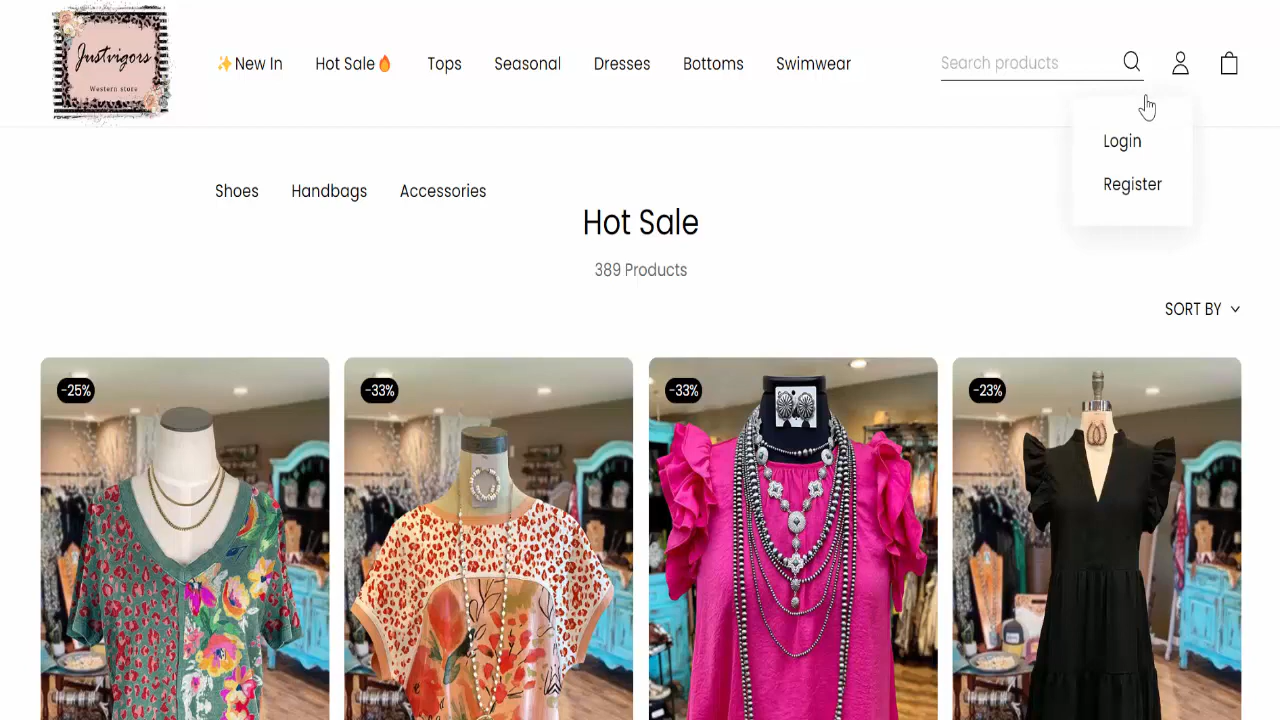 Justvigors
Western store
✨New In
Hot Sale🔥
Tops
Seasonal
Dresses
Bottoms
Swimwear
Search products
Login
Register
Shoes
Handbags
Accessories
Hot Sale
389 Products
SORT BY
-25%
-33%
-33%
-23%